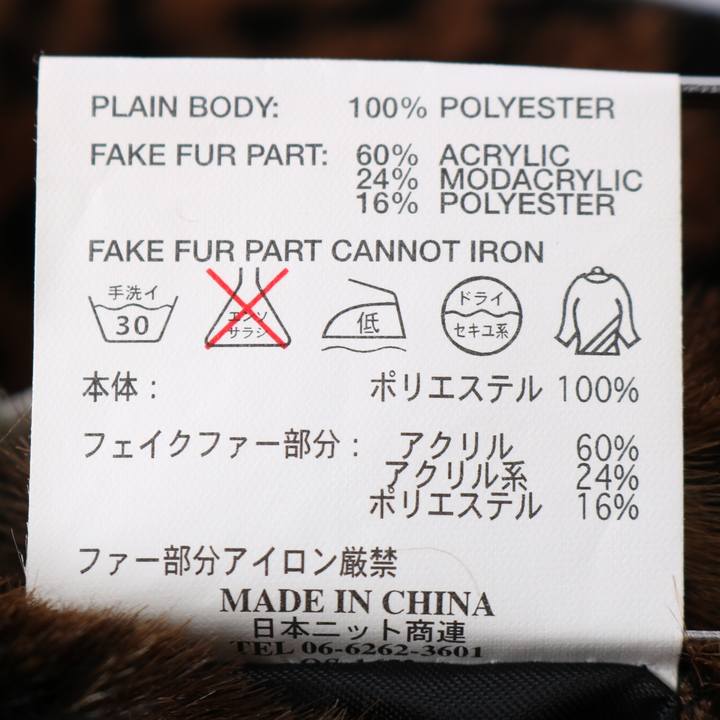 PLAIN BODY: 100% POLYESTER
FAKE FUR PART: 60% ACRYLIC
24% MODACRYLIC
16% POLYESTER
FAKE FUR PART CANNOT IRON
手洗イ
30
エンソ
サラシ
低
ドライ
セキユ系
本体： ポリエステル 100%
フェイクファー部分： アクリル 60%
アクリル系 24%
ポリエステル 16%
ファー部分アイロン厳禁
MADE IN CHINA
日本ニット商連
TEL 06-6262-3601